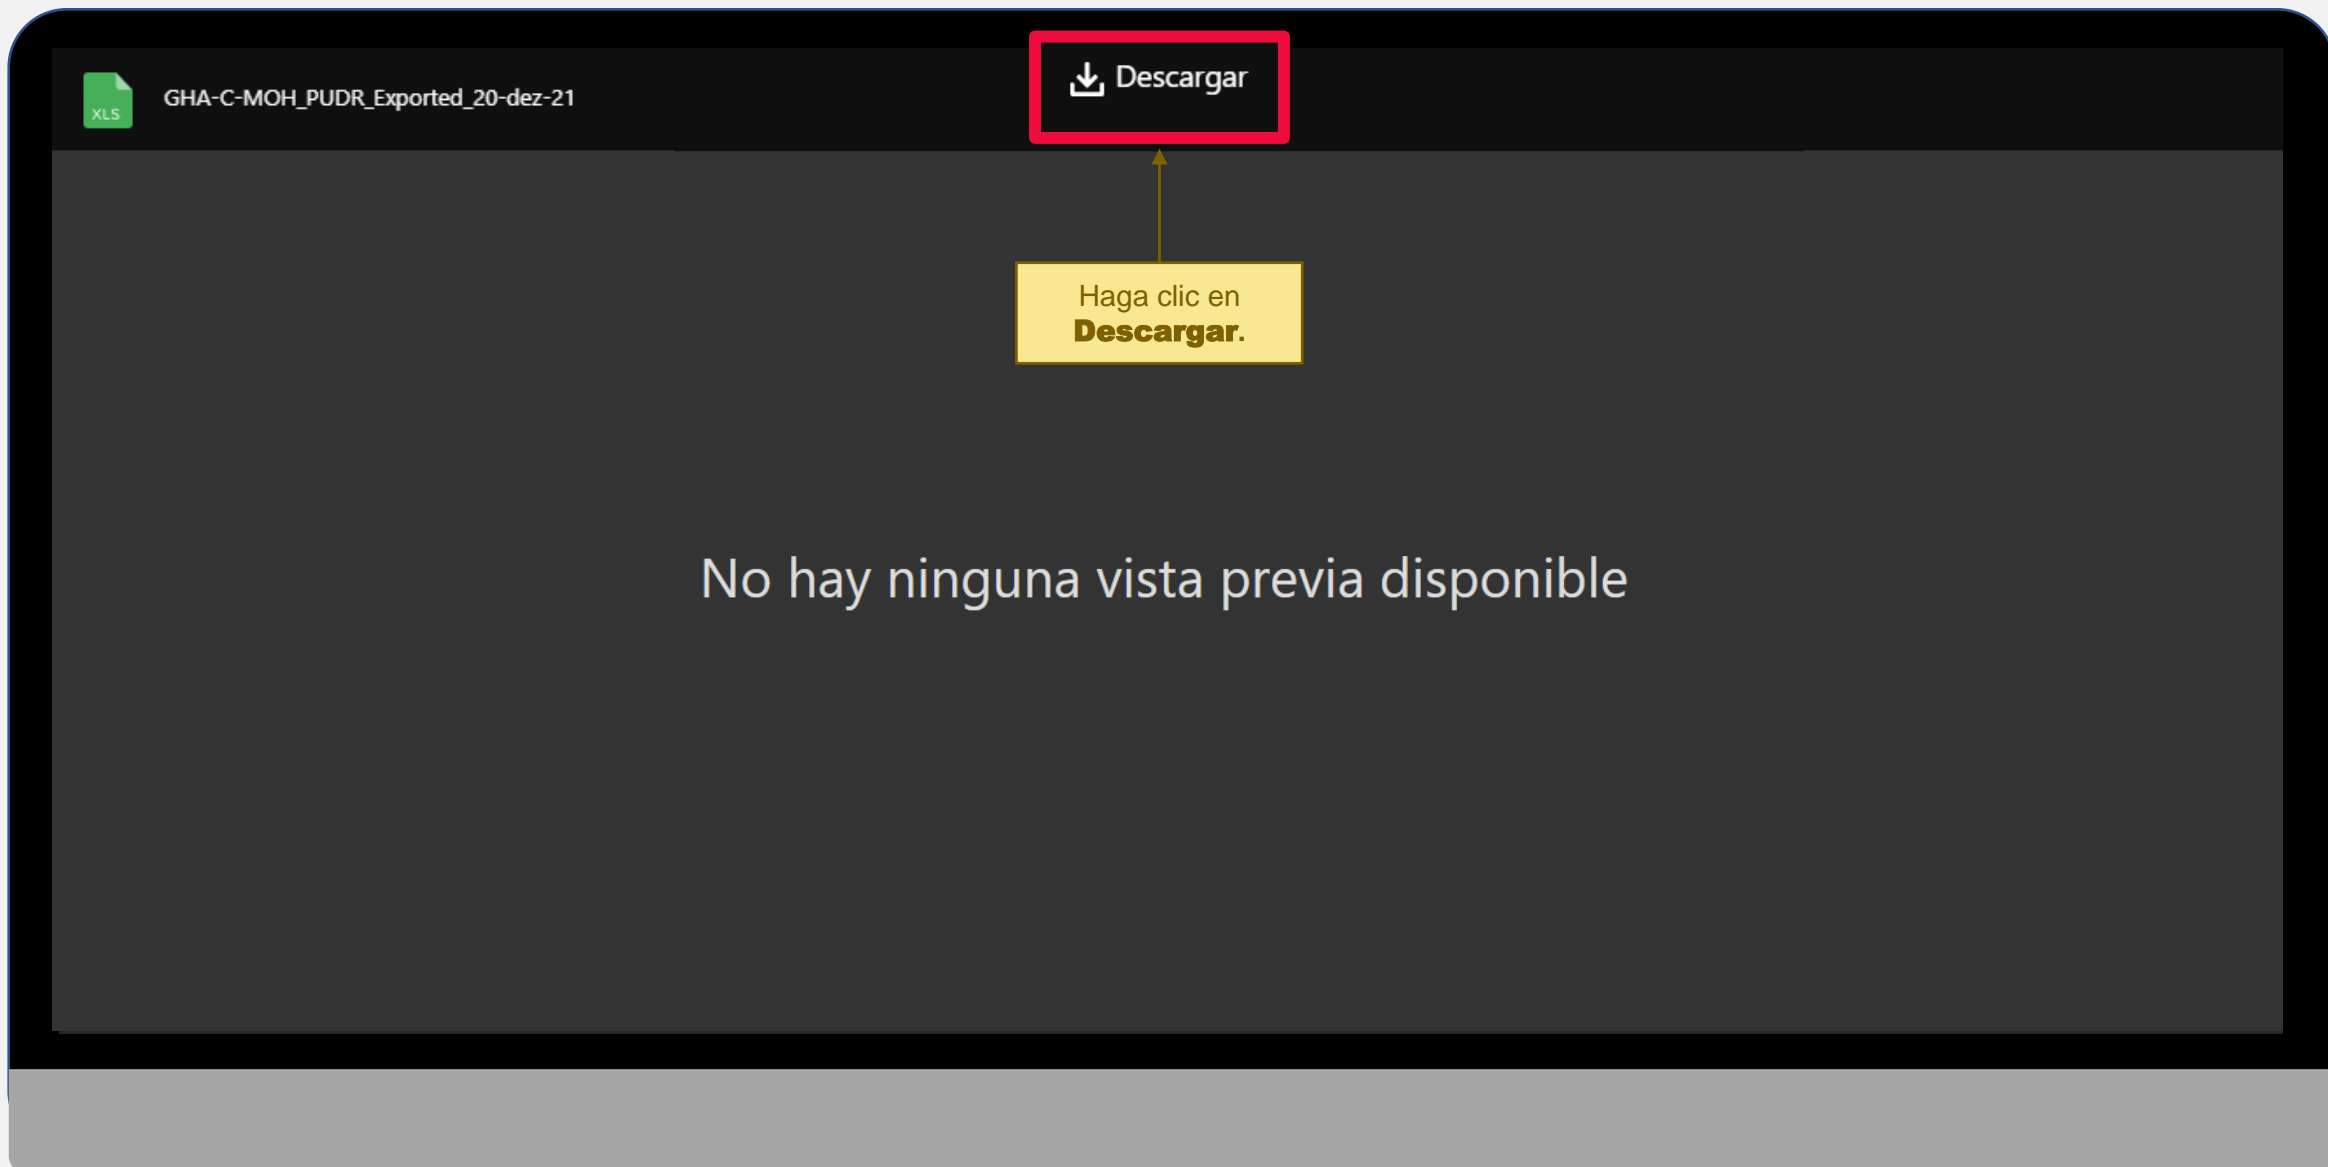 XLS
GHA-C-MOH_PUDR_Exported_20-dez-21
Descargar
Haga clic en
Descargar.
No hay ninguna vista previa disponible